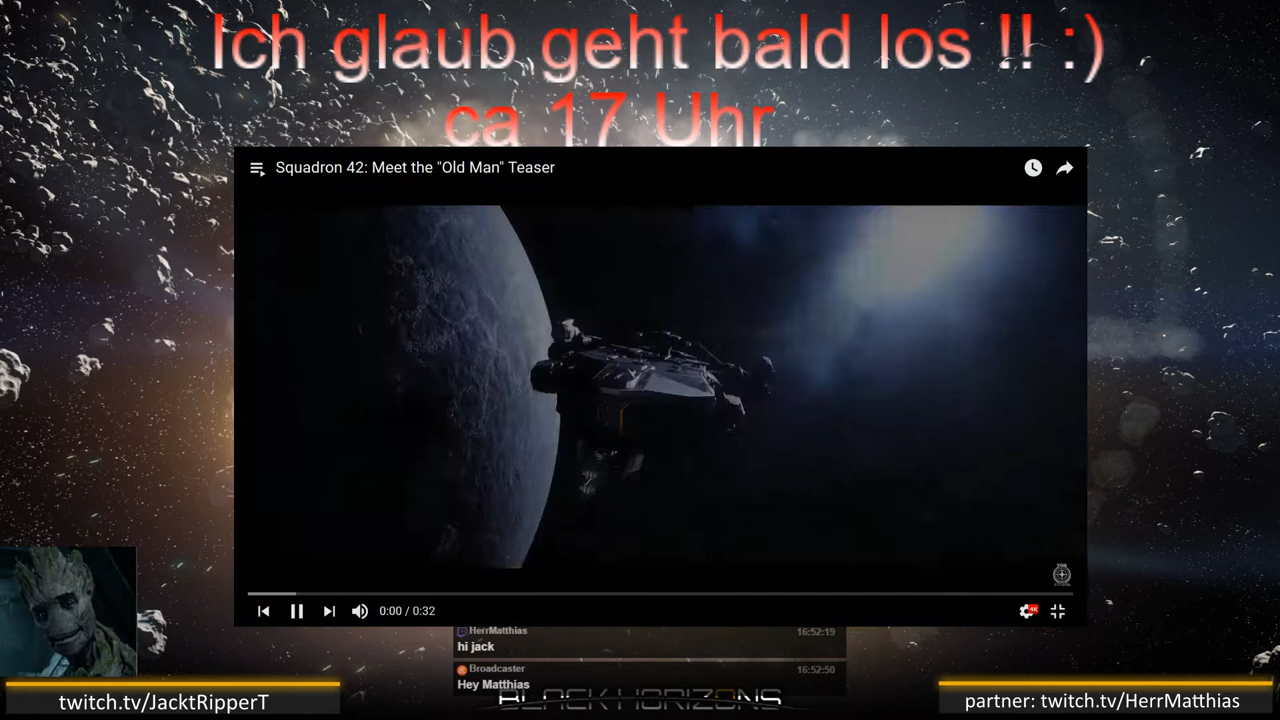 Ich glaub geht bald los !! :)
ca 17 Uhr
Squadron 42: Meet the "Old Man" Teaser
0:00 / 0:32
4K
HerrMatthias 16:52:19
hi jack
Broadcaster 16:52:50
Hey Matthias
BLACK HORIZONS
twitch.tv/JacktRipperT
partner: twitch.tv/HerrMatthias